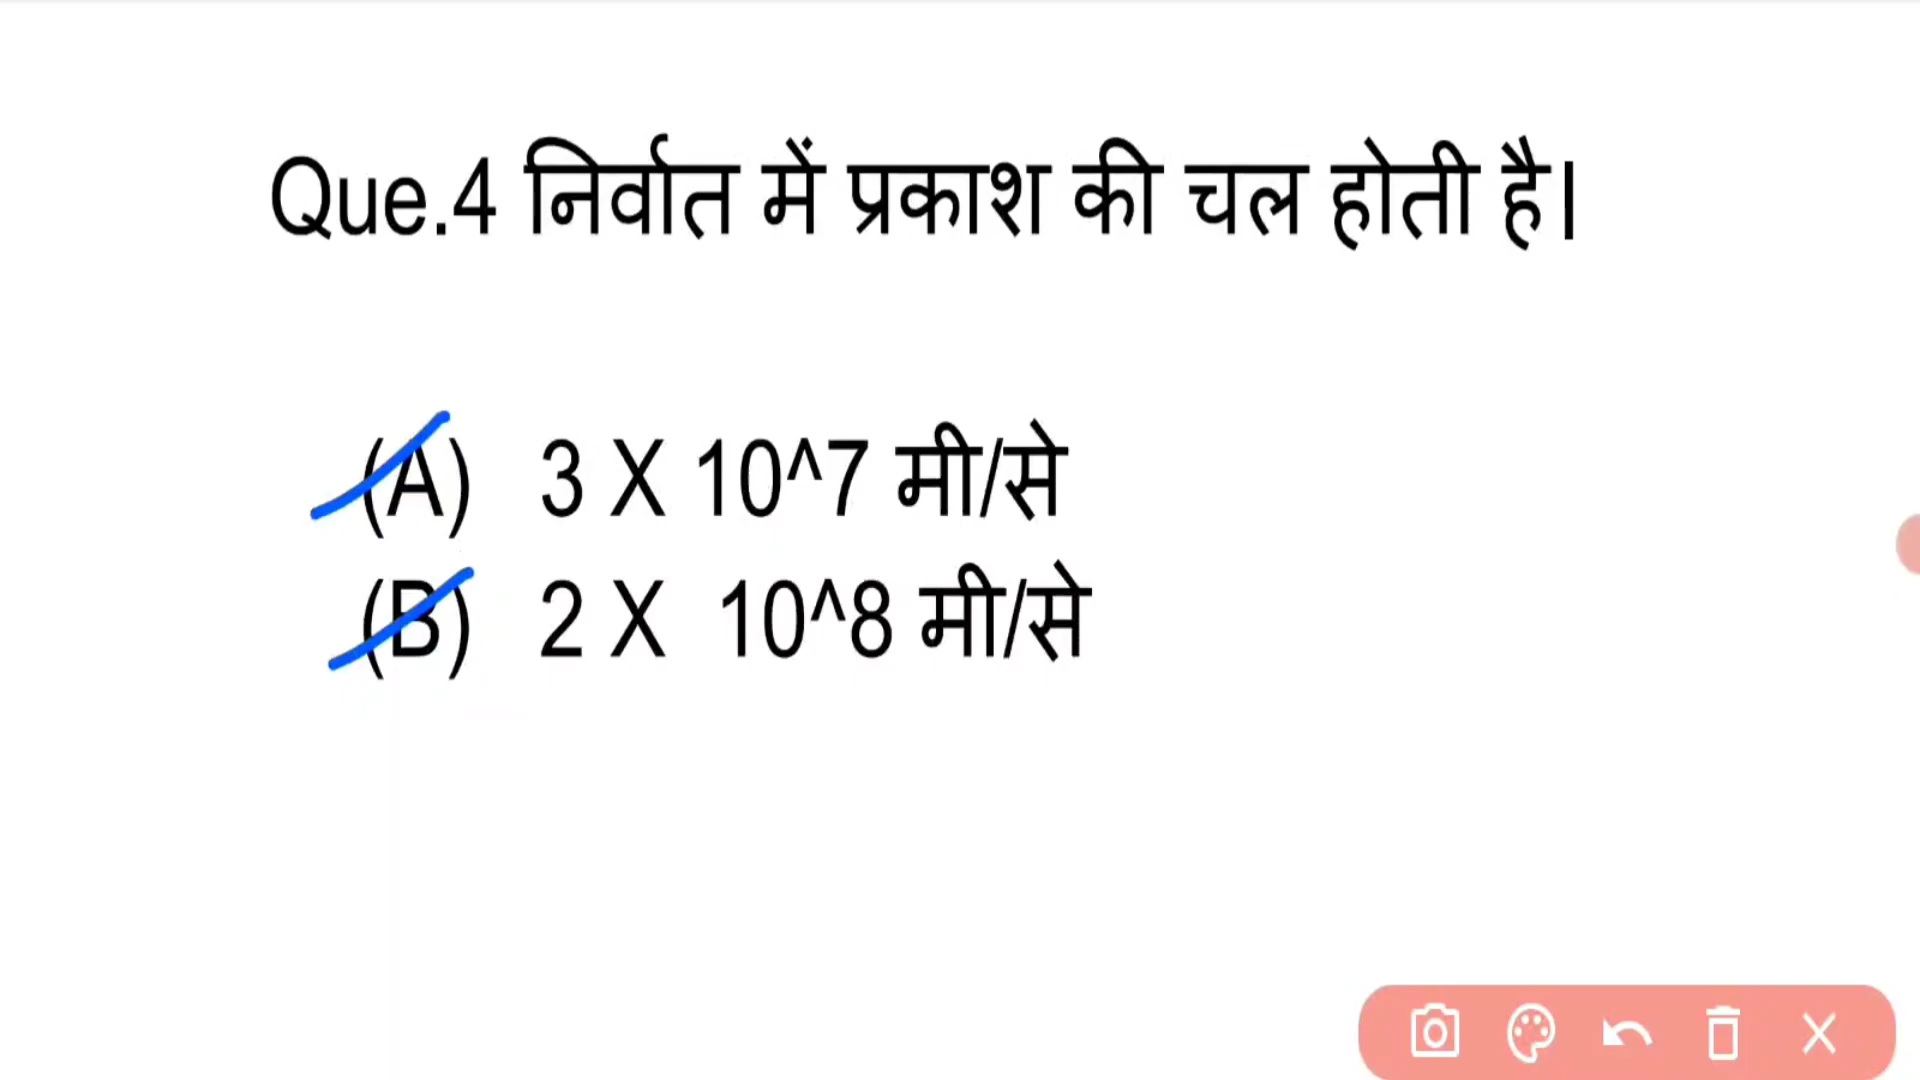 Que.4 निर्वात में प्रकाश की चल होती है।
(A) 3 X 10^7 मी/से
(B) 2 X 10^8 मी/से